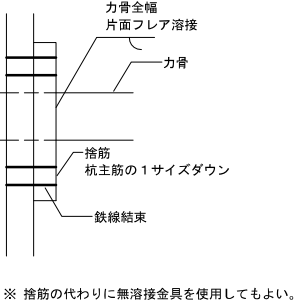 力骨全幅
片面フレア溶接
力骨
捨筋
杭主筋の１サイズダウン
鉄線結束
※ 捨筋の代わりに無溶接金具を使用してもよい。